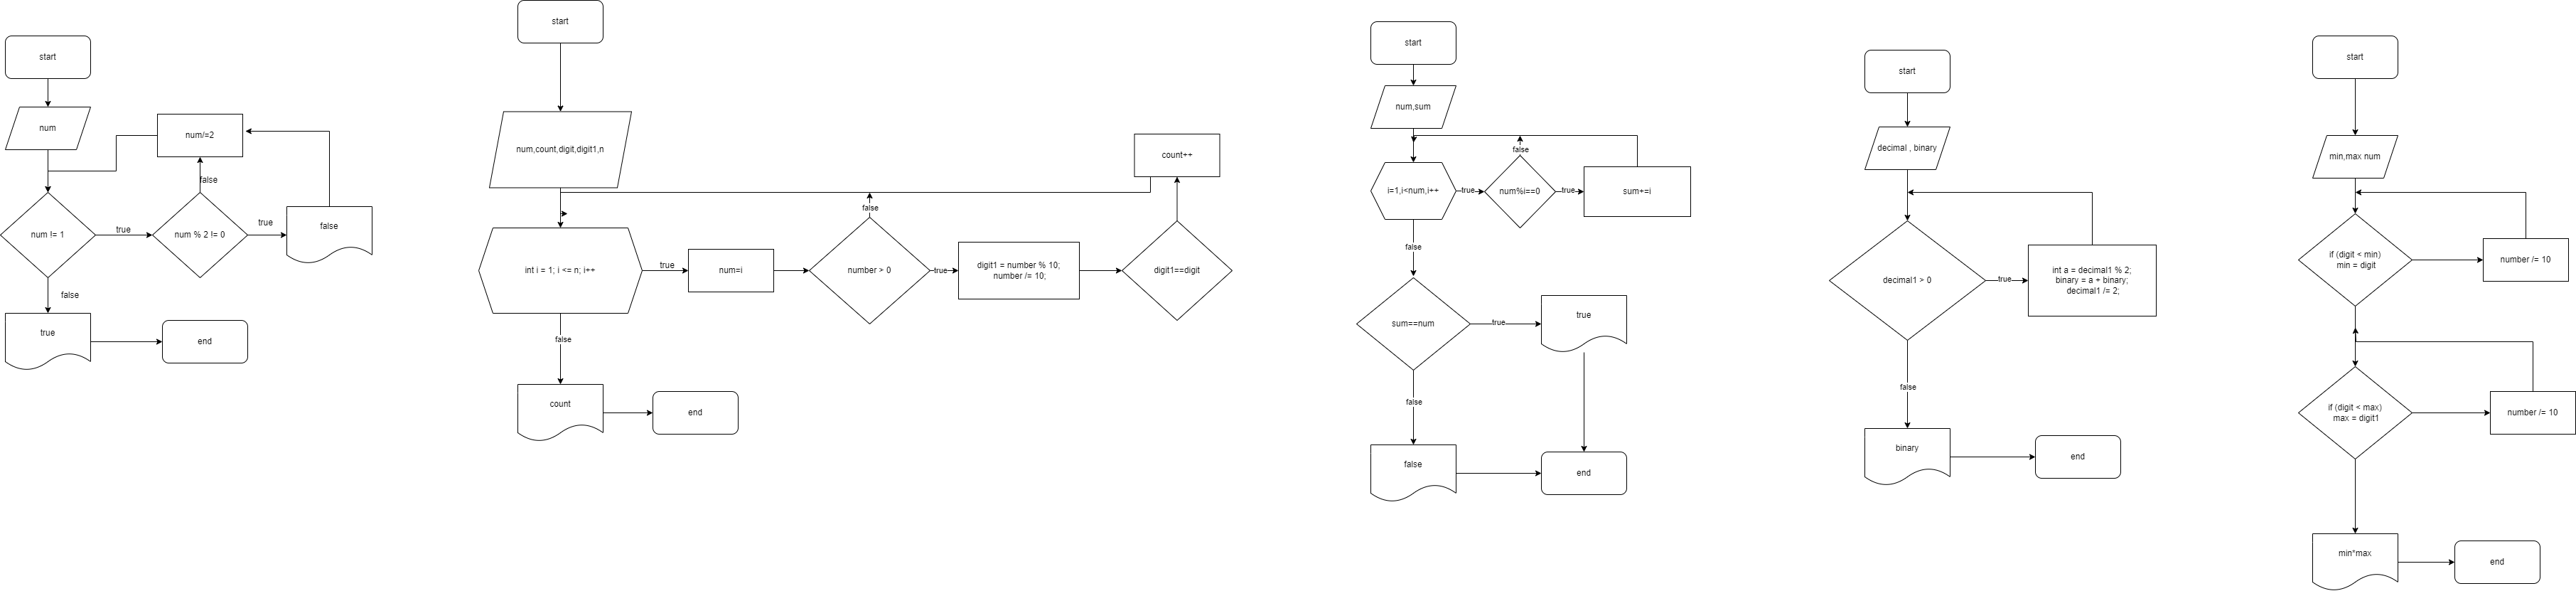 start
num
num/=2
false
num != 1
true
num % 2 != 0
true
false
false
true
end
start
num,count,digit,digit1,n
count++
false
int i = 1; i <= n; i++
true
num=i
number > 0
true
digit1 = number % 10;
number /= 10;
digit1==digit
false
count
end
start
num,sum
false
i=1,i<num,i++
true
num%i==0
true
sum+=i
false
sum==num
true
true
false
false
end
start
decimal , binary
decimal1 > 0
true
int a = decimal1 % 2;
binary = a + binary;
decimal1 /= 2;
false
binary
end
start
min,max num
if (digit < min)
min = digit
number /= 10
if (digit < max)
max = digit1
number /= 10
min*max
end